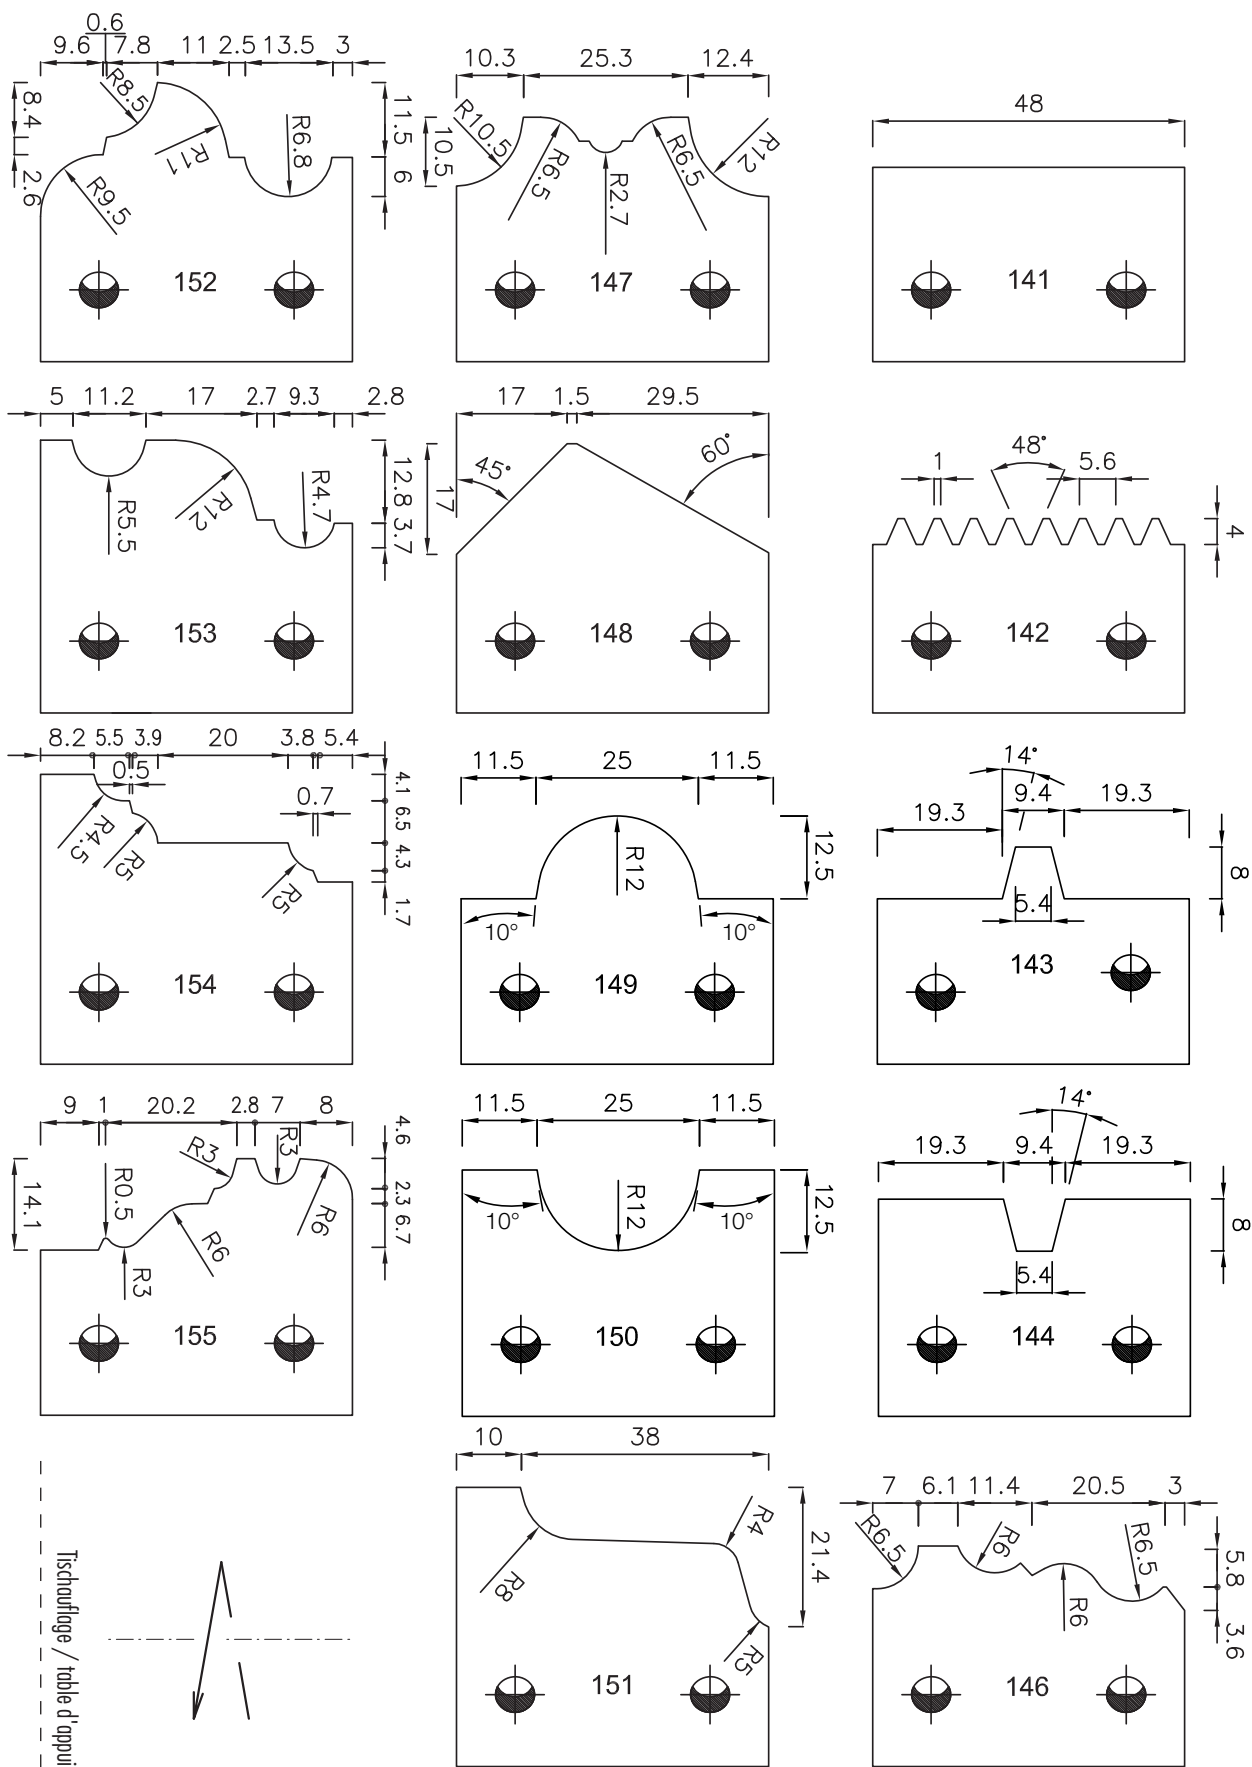 0.6
9.6 7.8 11 2.5 13.5 3
8.4
2.6
R8.5
R11
R6.8
R9.5
11.5
6
152
10.3 25.3 12.4
10.5
R10.5
R6.5
R2.7
R6.5
R12
147
48
141
5 11.2 17 2.7 9.3 2.8
R5.5
R12
R4.7
12.8
3.7
153
17 1.5 29.5
17
45°
60°
148
1
48°
5.6
4
142
8.2 5.5 3.9 20 3.8 5.4
0.5
0.7
R4.5
R5
R5
4.1
6.5
4.3
1.7
154
11.5 25 11.5
R12
12.5
10°
10°
149
14°
19.3 9.4 19.3
8
5.4
143
9 1 20.2 2.8 7 8
14.1
R0.5
R3
R3
R6
R6
R3
4.6
2.3
6.7
155
11.5 25 11.5
10°
R12
10°
12.5
150
14°
19.3 9.4 19.3
8
5.4
144
Tischauflage / table d'appui
10 38
R8
R4
R5
21.4
151
7 6.1 11.4 20.5 3
R6.5
R6
R6
R6.5
5.8
3.6
146